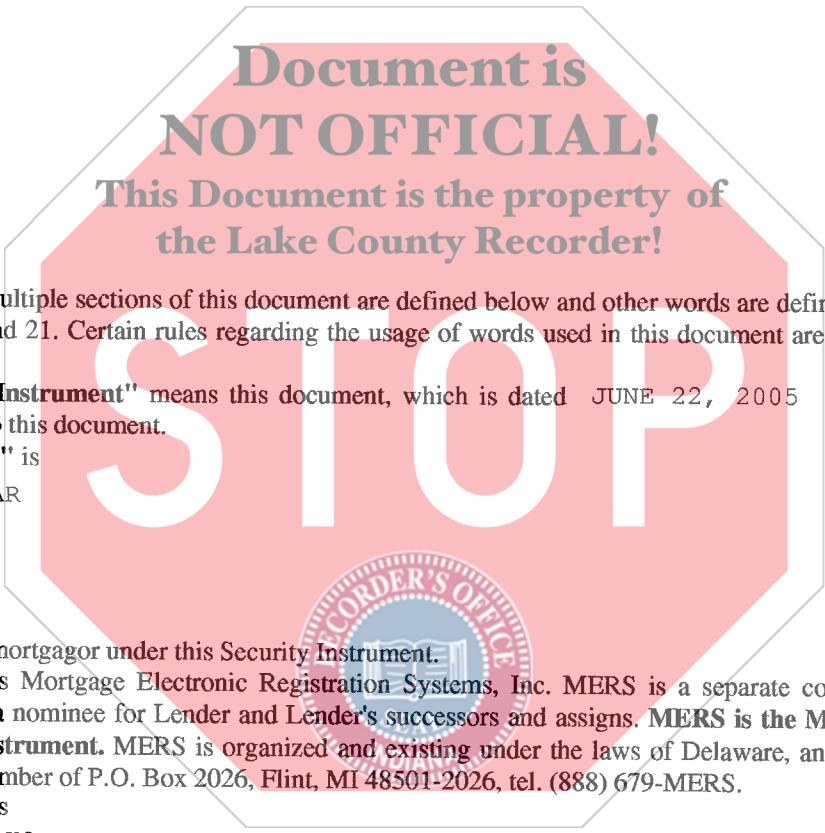 Document is
NOT OFFICIAL!
This Document is the property of
the Lake County Recorder!
ultiple sections of this document are defined below and other words are defin
d 21. Certain rules regarding the usage of words used in this document are
STOP
Instrument" means this document, which is dated JUNE 22, 2005
this document.
" is
AR
RECORDER'S OFFICE
mortgagor under this Security Instrument.
s Mortgage Electronic Registration Systems, Inc. MERS is a separate co
nominee for Lender and Lender's successors and assigns. MERS is the M
strument. MERS is organized and existing under the laws of Delaware, an
mber of P.O. Box 2026, Flint, MI 48501-2026, tel. (888) 679-MERS.
INDIANA
s